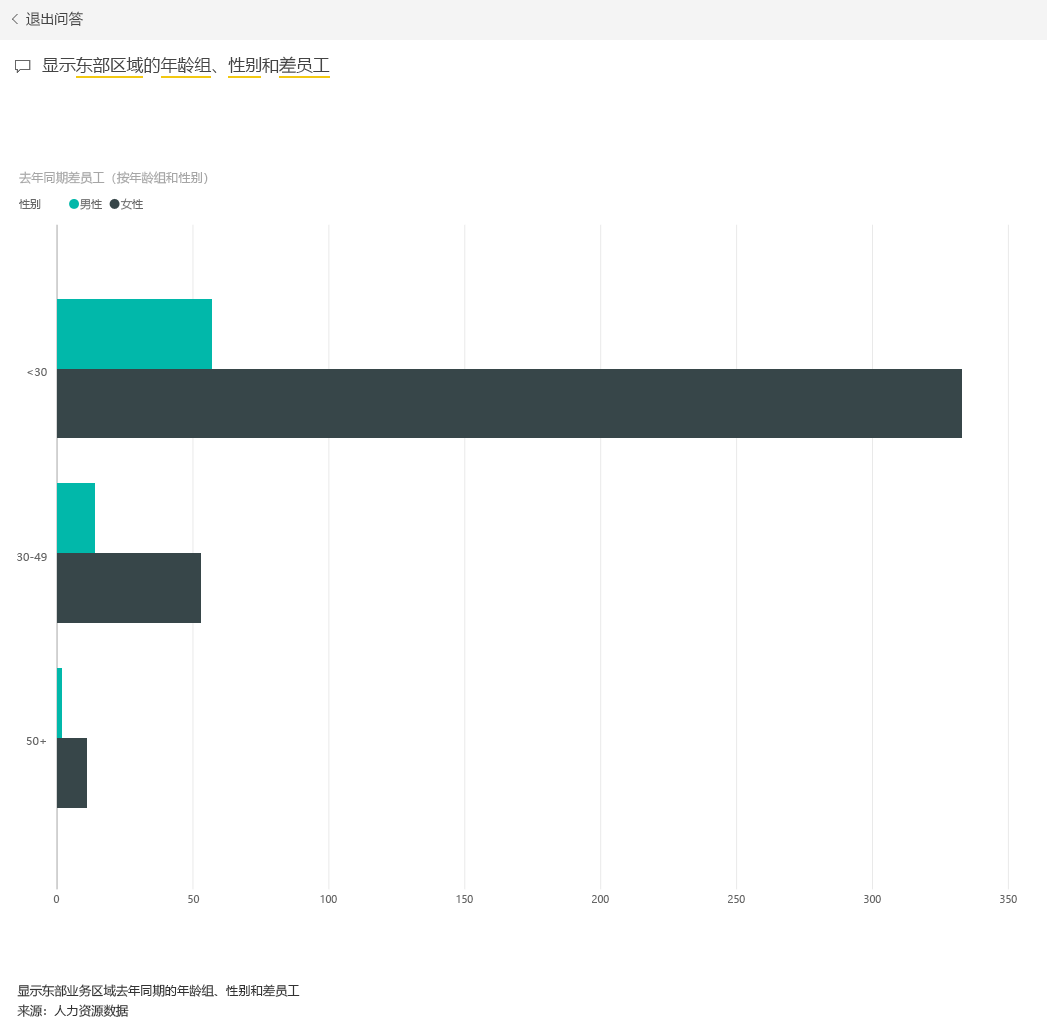 退出问答
显示东部区域的年龄组、性别和差员工
去年同期差员工（按年龄组和性别）
性别 男性 女性
<30
30-49
50+
0 50 100 150 200 250 300 350
显示东部业务区域去年同期的年龄组、性别和差员工
来源：人力资源数据